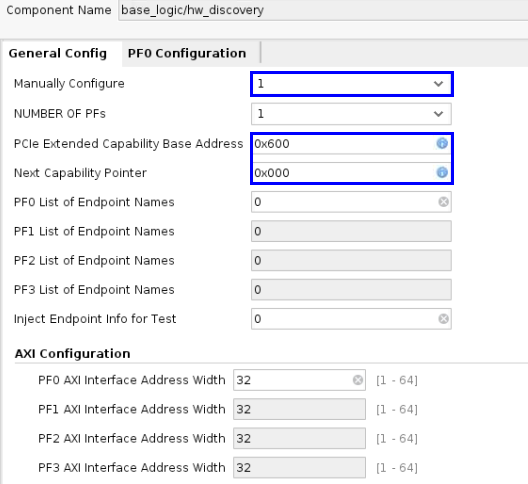 Component Name base_logic/hw_discovery
General Config PF0 Configuration
Manually Configure 1
NUMBER OF PFs 1
PCIe Extended Capability Base Address 0x600
Next Capability Pointer 0x000
PF0 List of Endpoint Names 0
PF1 List of Endpoint Names 0
PF2 List of Endpoint Names 0
PF3 List of Endpoint Names 0
Inject Endpoint Info for Test 0
AXI Configuration
PF0 AXI Interface Address Width 32 [1 - 64]
PF1 AXI Interface Address Width 32 [1 - 64]
PF2 AXI Interface Address Width 32 [1 - 64]
PF3 AXI Interface Address Width 32 [1 - 64]